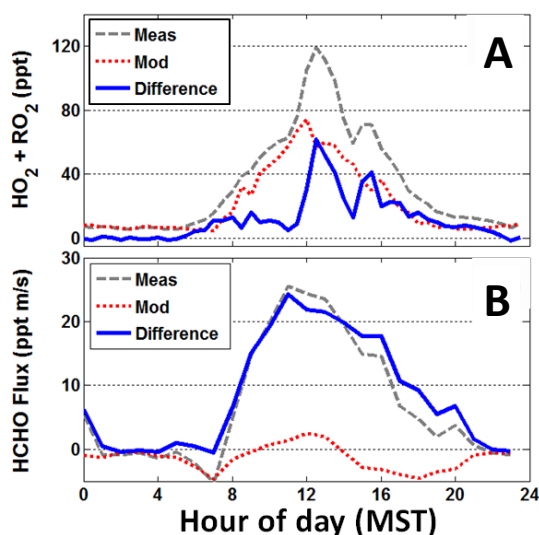 A
HO2 + RO2 (ppt)
Meas
Mod
Difference
120
80
40
0
B
HCHO Flux (ppt m/s)
Meas
Mod
Difference
30
20
10
0
0 4 8 12 16 20 24
Hour of day (MST)